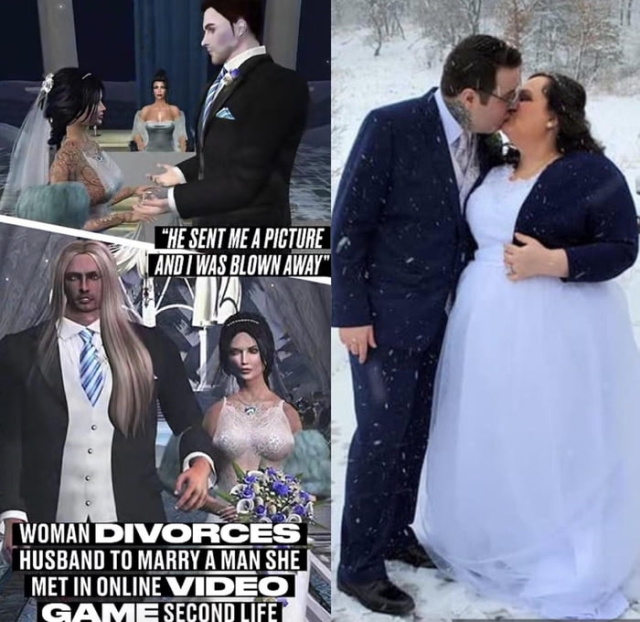 "HE SENT ME A PICTURE
AND I WAS BLOWN AWAY"
WOMAN DIVORCES
HUSBAND TO MARRY A MAN SHE
MET IN ONLINE VIDEO
GAME SECOND LIFE